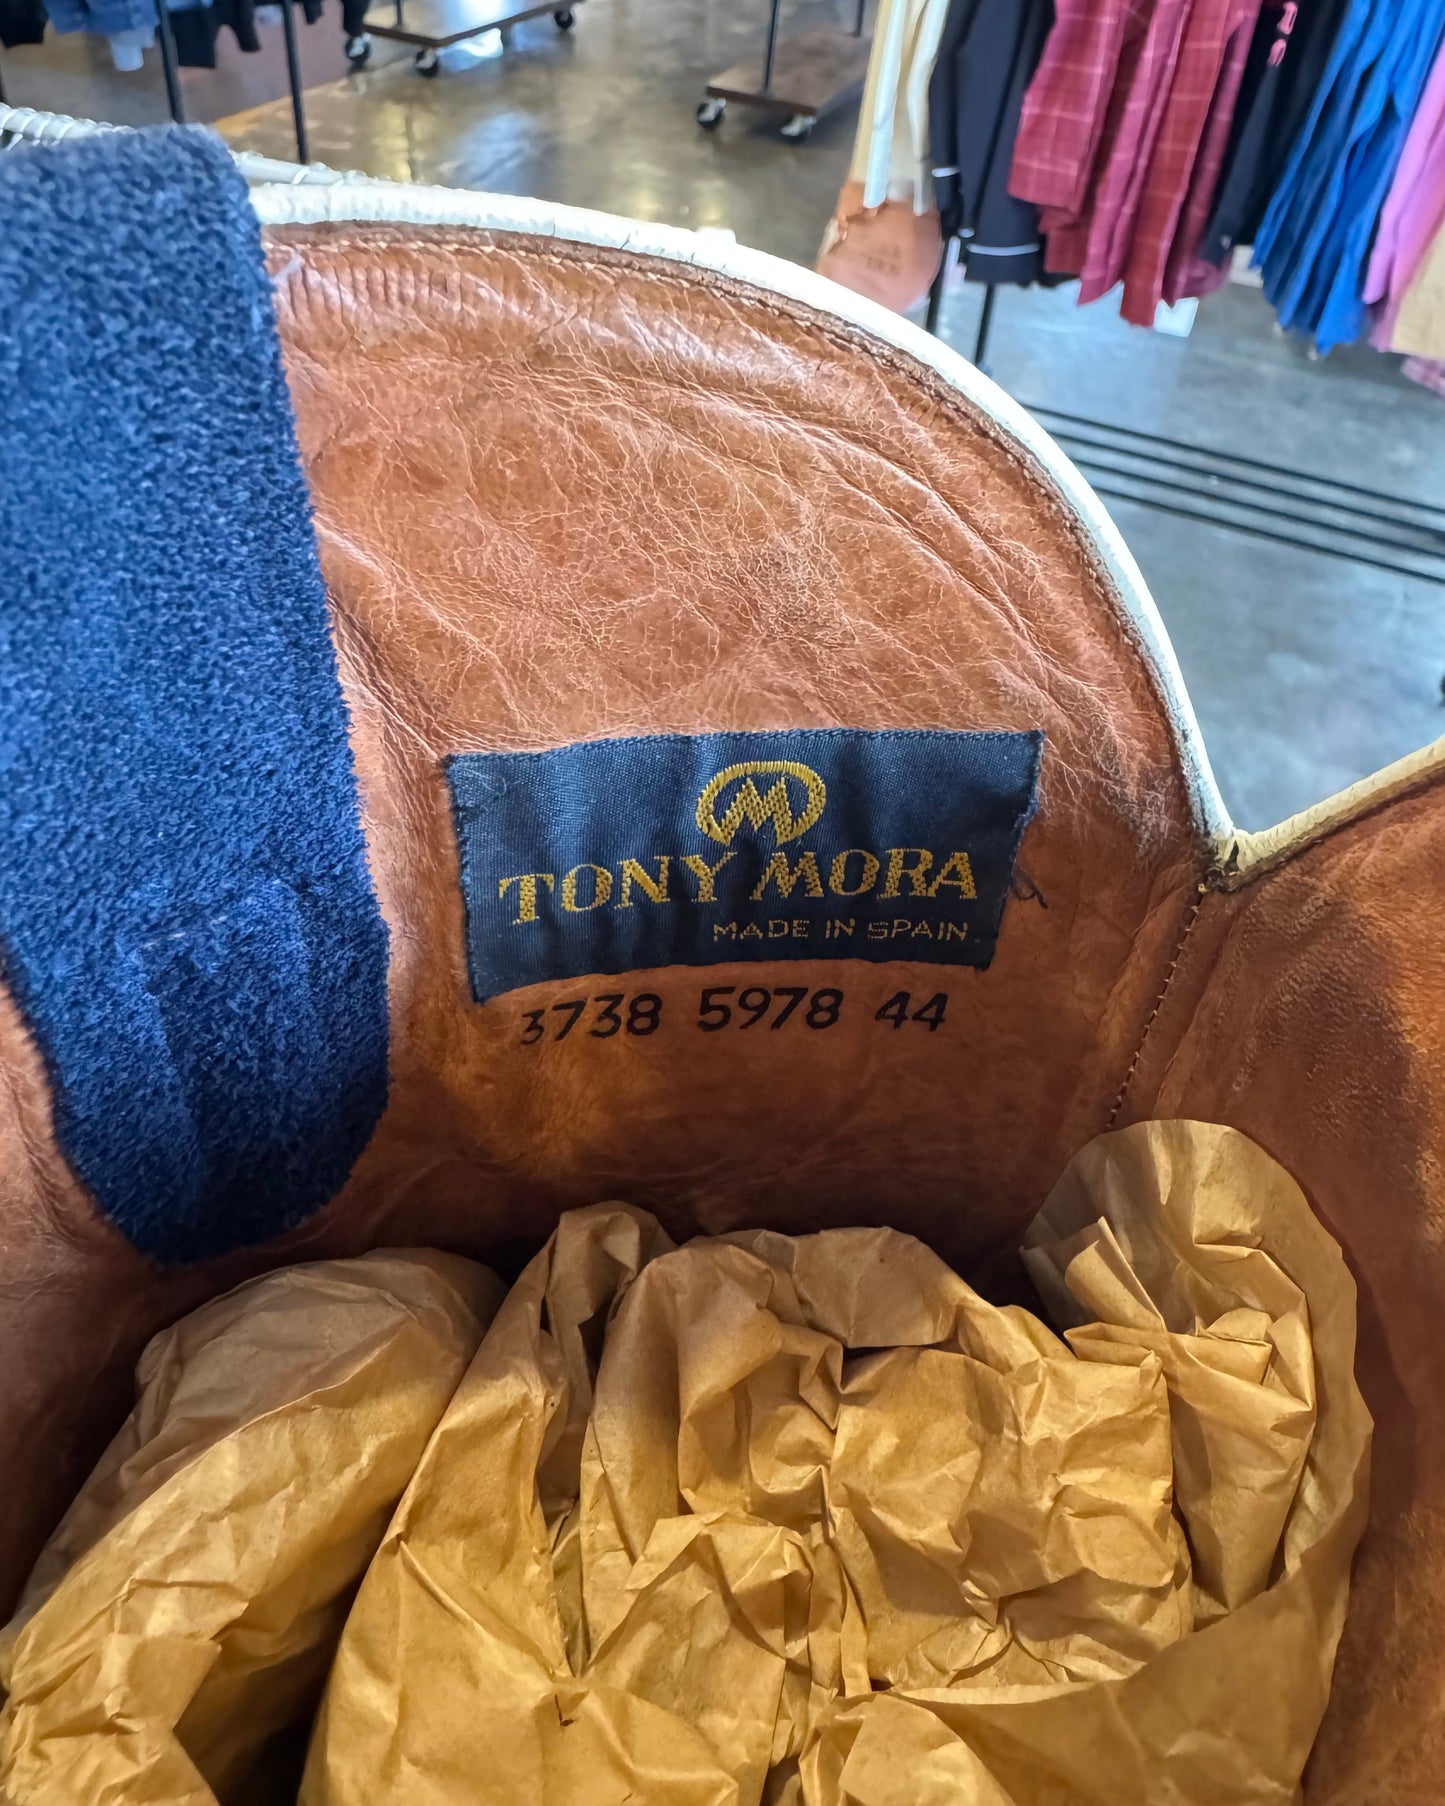 M
TONY MORA
MADE IN SPAIN
3738 5978 44